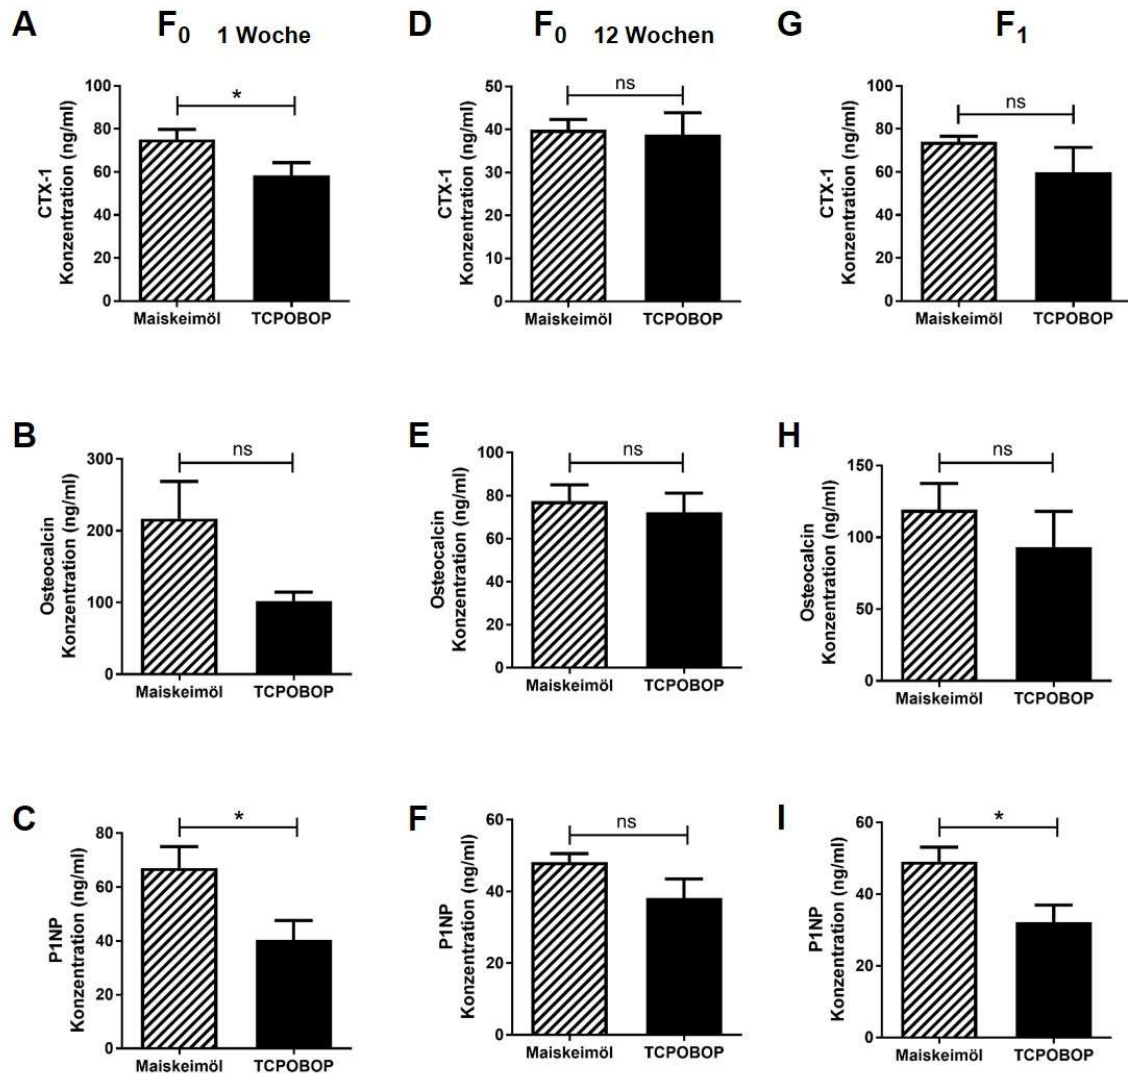 A F0 1 Woche D F0 12 Wochen G F1
CTX-1
Konzentration (ng/ml)
100
80
60
40
20
0
*
Maiskeimöl TCPOBOP
CTX-1
Konzentration (ng/ml)
50
40
30
20
10
0
ns
Maiskeimöl TCPOBOP
CTX-1
Konzentration (ng/ml)
100
80
60
40
20
0
ns
Maiskeimöl TCPOBOP
B
Osteocalcin
Konzentration (ng/ml)
300
200
100
0
ns
Maiskeimöl TCPOBOP
E
Osteocalcin
Konzentration (ng/ml)
100
80
60
40
20
0
ns
Maiskeimöl TCPOBOP
H
Osteocalcin
Konzentration (ng/ml)
150
100
50
0
ns
Maiskeimöl TCPOBOP
C
P1NP
Konzentration (ng/ml)
80
60
40
20
0
*
Maiskeimöl TCPOBOP
F
P1NP
Konzentration (ng/ml)
60
40
20
0
ns
Maiskeimöl TCPOBOP
I
P1NP
Konzentration (ng/ml)
60
40
20
0
*
Maiskeimöl TCPOBOP